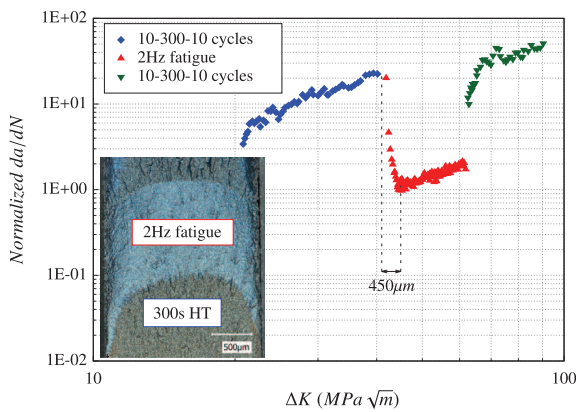 1E+02
1E+01
1E+00
1E-01
1E-02
Normalized da/dN
10-300-10 cycles
2Hz fatigue
10-300-10 cycles
2Hz fatigue
300s HT
500μm
450μm
10
100
ΔK (MPa √m)